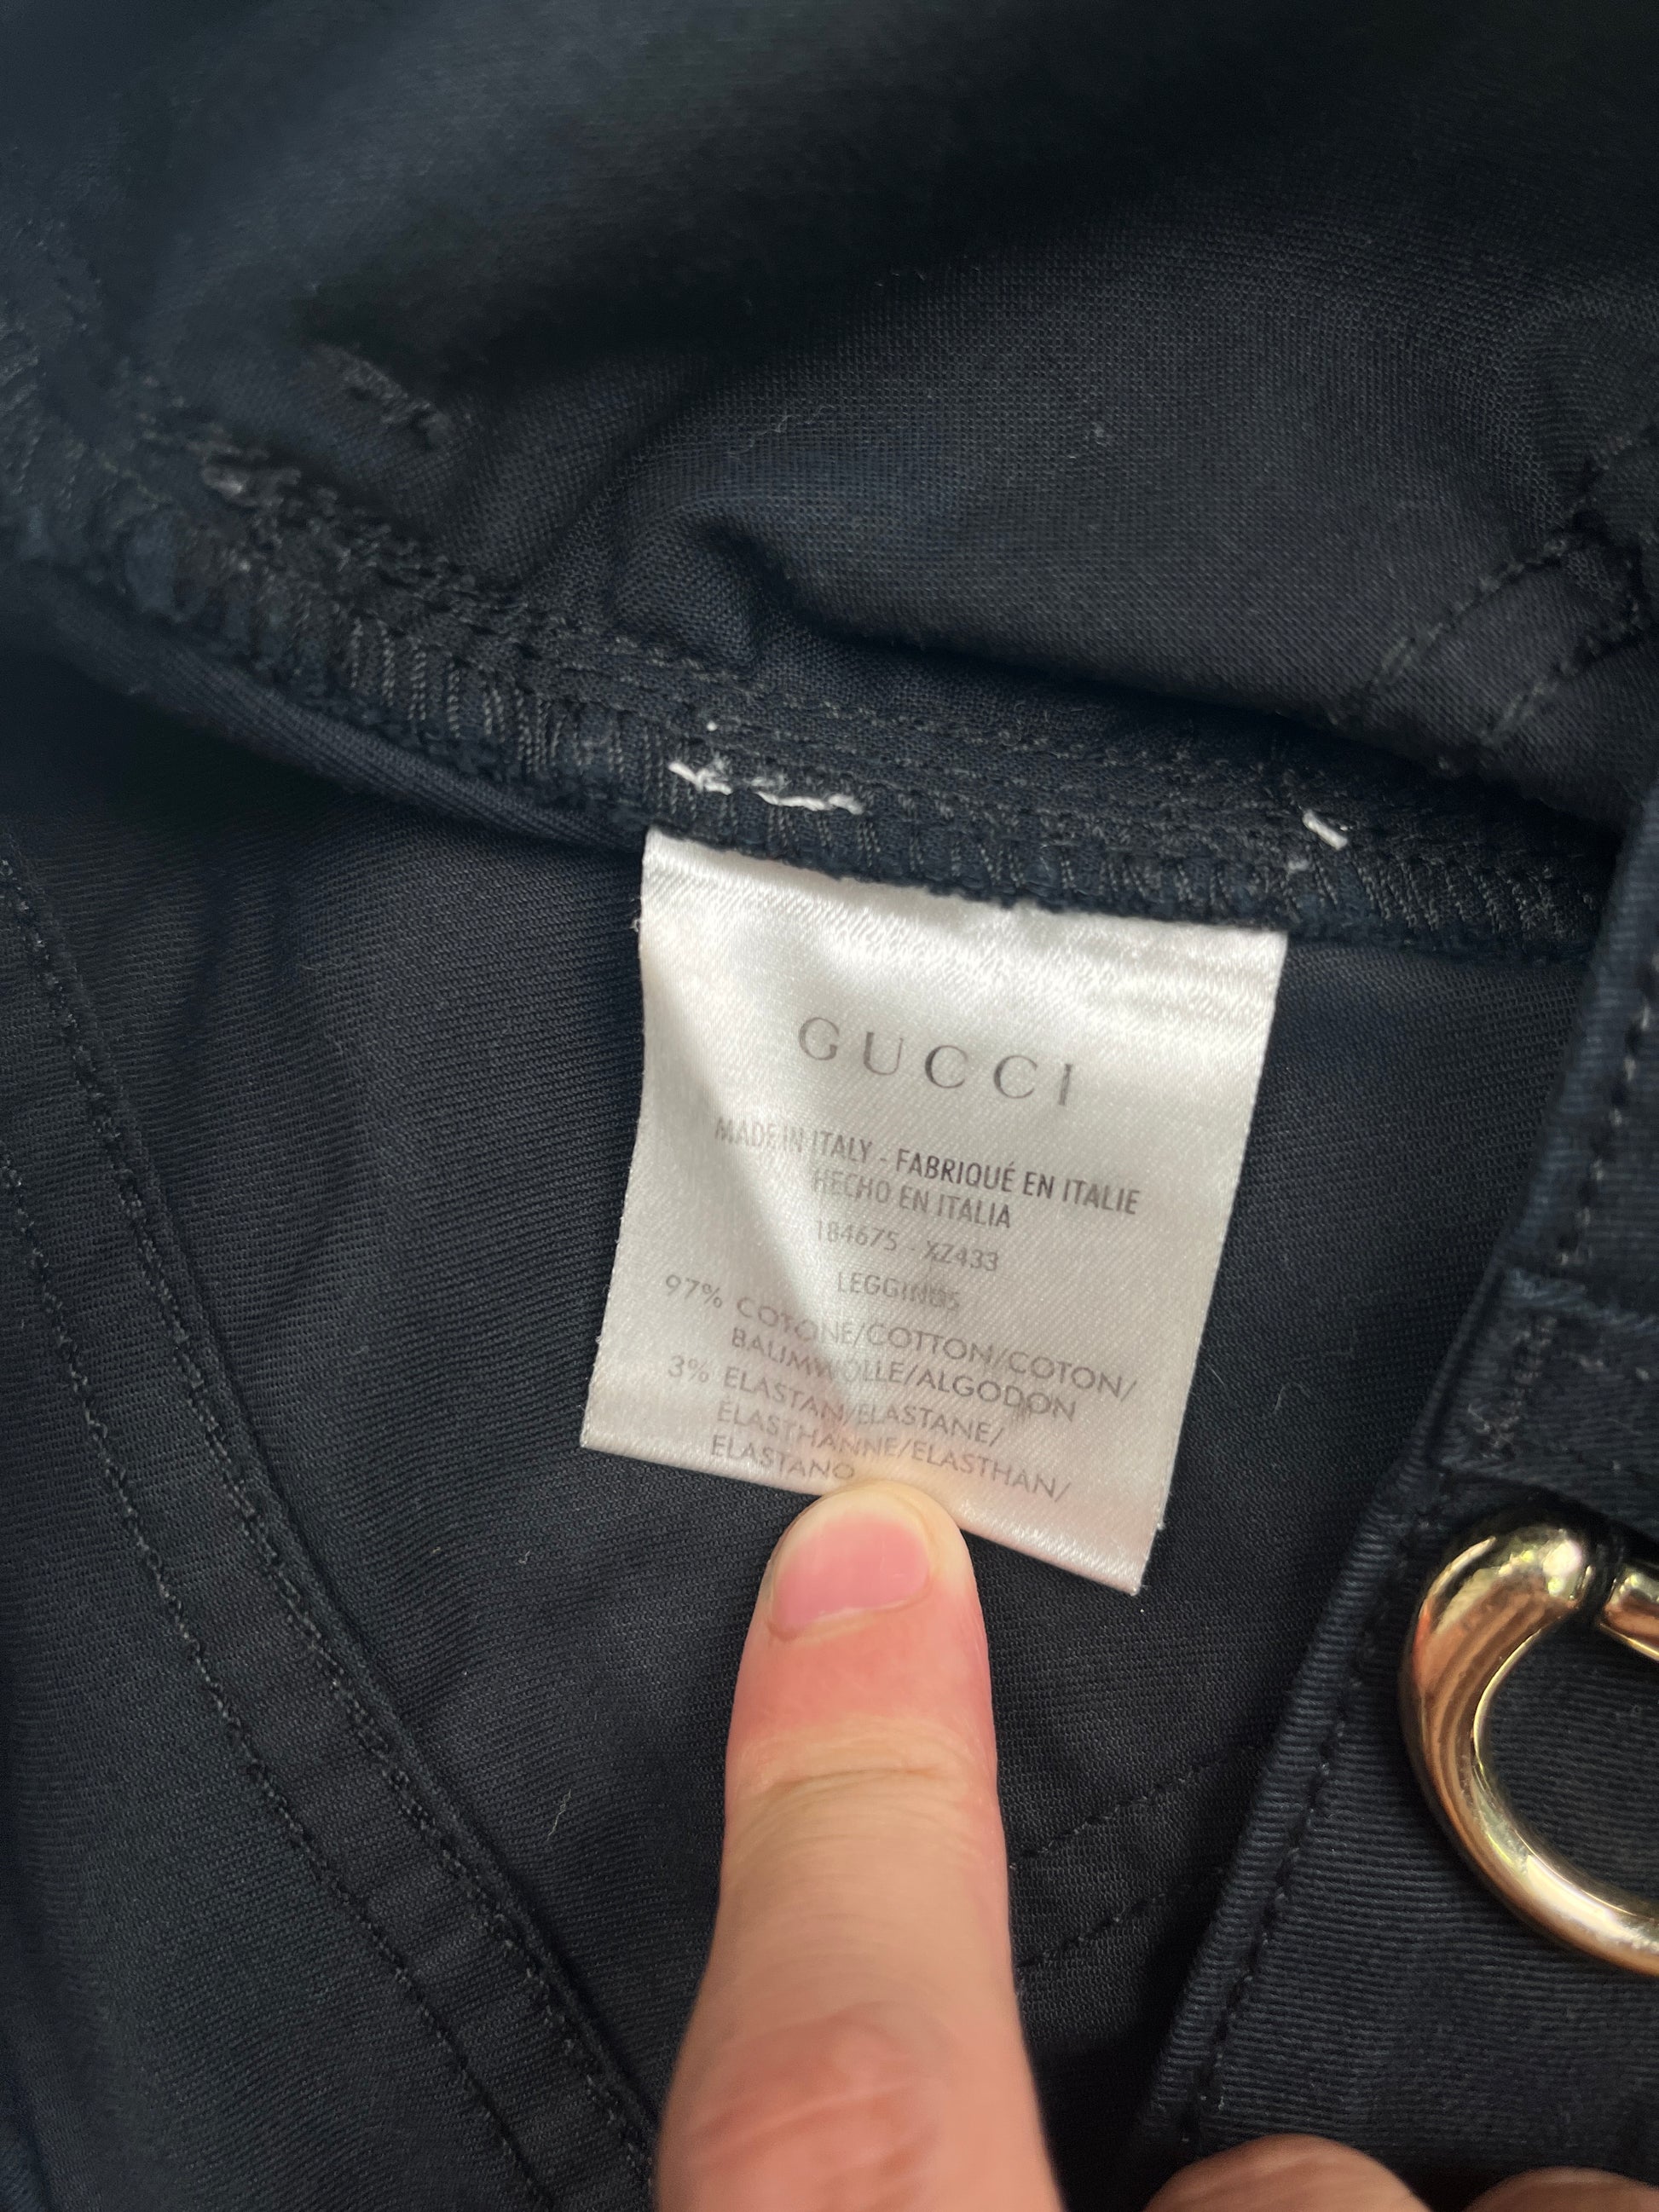 GUCCI
MADE IN ITALY - FABRIQUÉ EN ITALIE
HECHO EN ITALIA
184675 - XZ433
LEGGINGS
97% COTONE/COTTON/COTON/
BAUMWOLLE/ALGODON
3% ELASTAN/ELASTANE/
ELASTHANNE/ELASTHAN/
ELASTANO